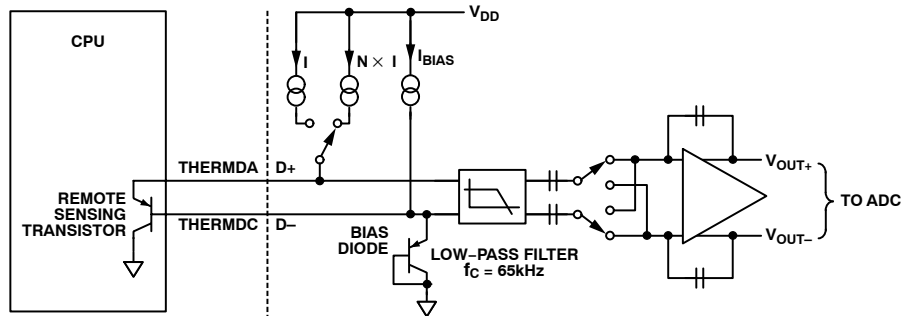 V_DD
CPU
I
N × I
I_BIAS
THERMDA
D+
V_OUT+
REMOTE
SENSING
TRANSISTOR
THERMDC
D−
TO ADC
BIAS
DIODE
LOW−PASS FILTER
f_C = 65kHz
V_OUT−